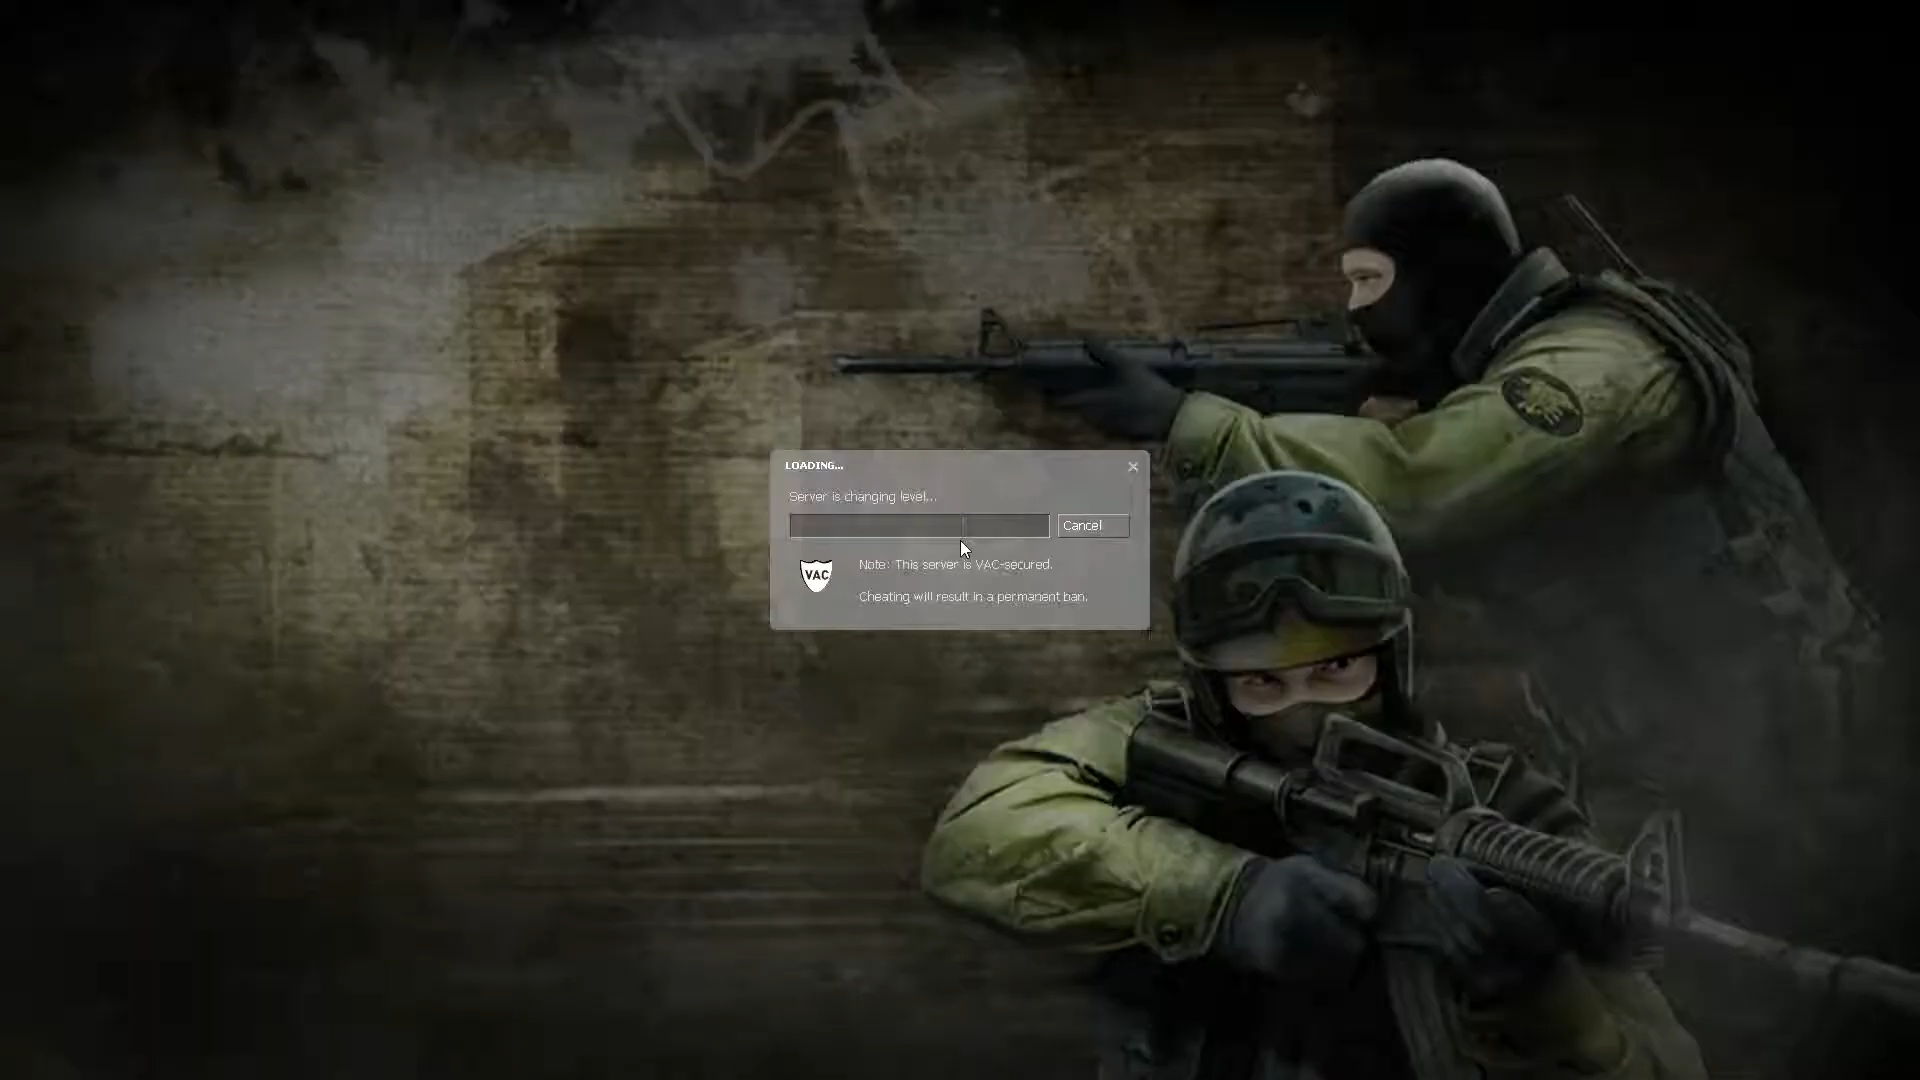 LOADING...
Server is changing level...
Cancel
VAC
Note: This server is VAC-secured.
Cheating will result in a permanent ban.